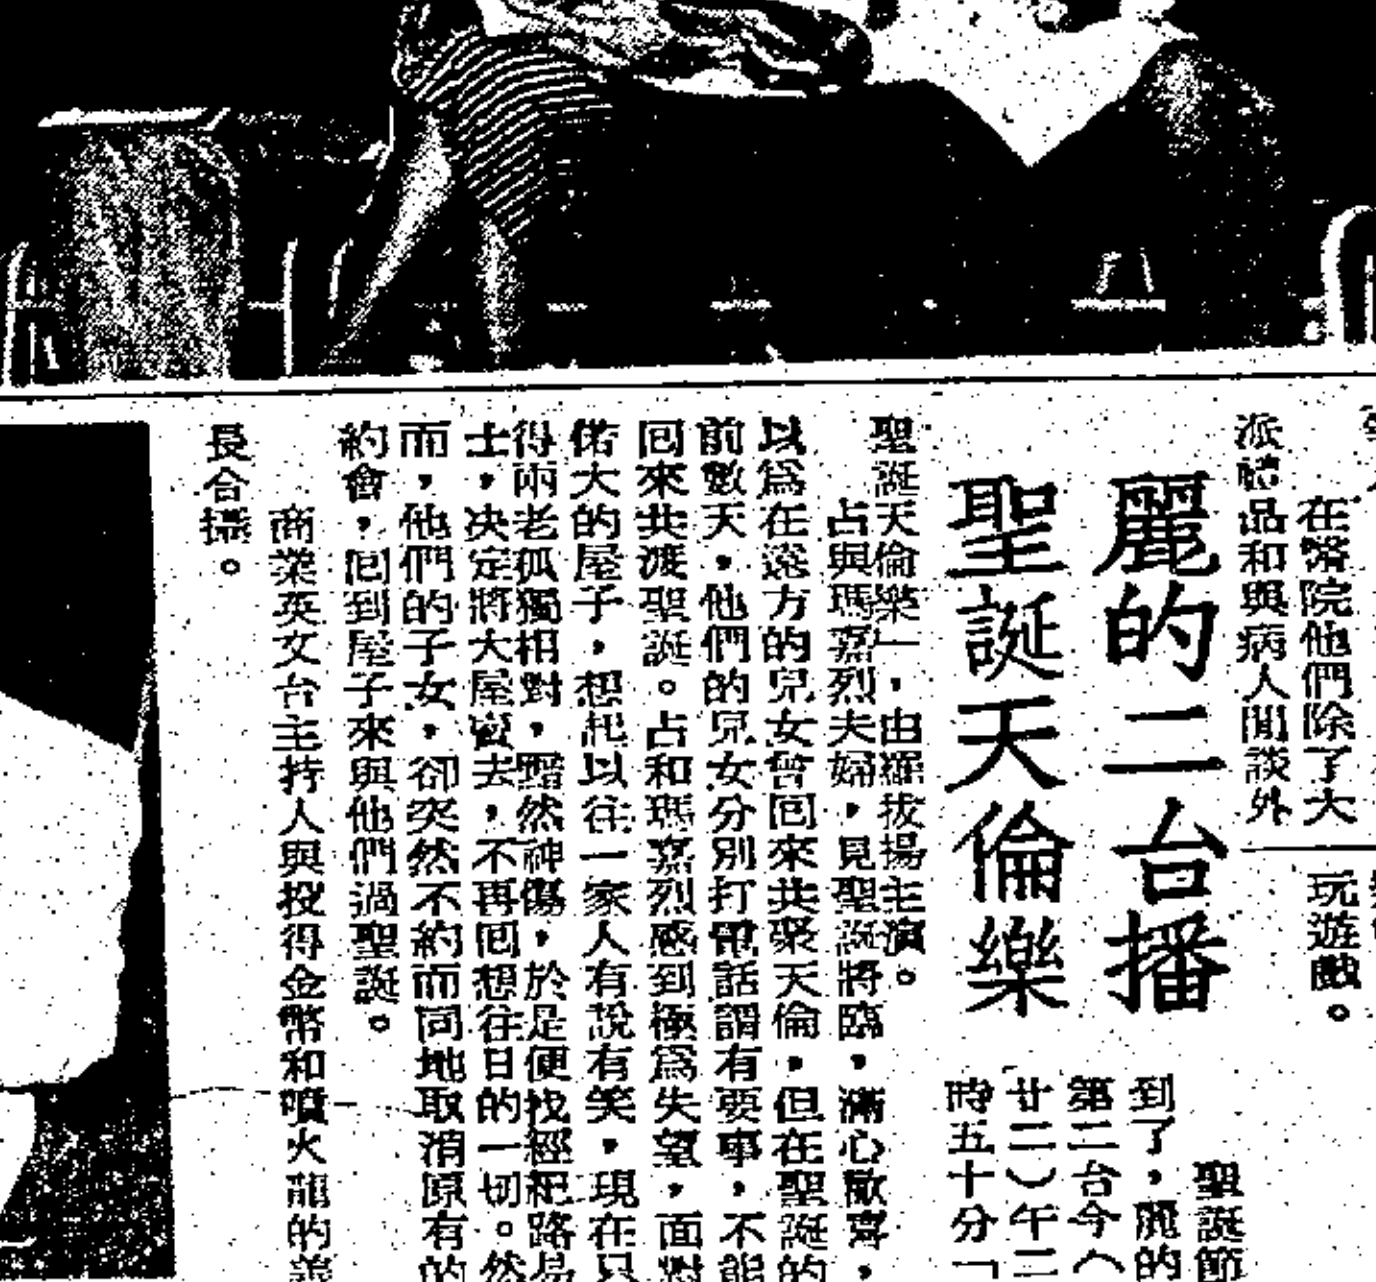 派禮品和與病人閒談外
在醫院他們除了大
玩遊戲。
麗的二台播
聖誕天倫樂
聖誕節
到了，麗的
第二台今（
廿二）午二
時五十分「
聖誕天倫樂」，由羅拔揚主演。
占與瑪嘉烈夫婦，見聖誕將臨，滿心歡喜，
以為在遠方的兒女會回來共聚天倫，但在聖誕的
前數天，他們的兒女分別打電話謂有要事，不能
回來共渡聖誕。占和瑪嘉烈感到極為失望，面對
偌大的屋子，想起以往一家人有說有笑，現在只
得兩老孤獨相對，黯然神傷，於是便找經紀路易
士，決定將大屋賣去，不再回想往日的一切。然
而，他們的子女，卻突然不約而同地取消原有的
約會，回到屋子來與他們過聖誕。
商業英文台主持人與投得金幣和噴火龍的
長合攝。